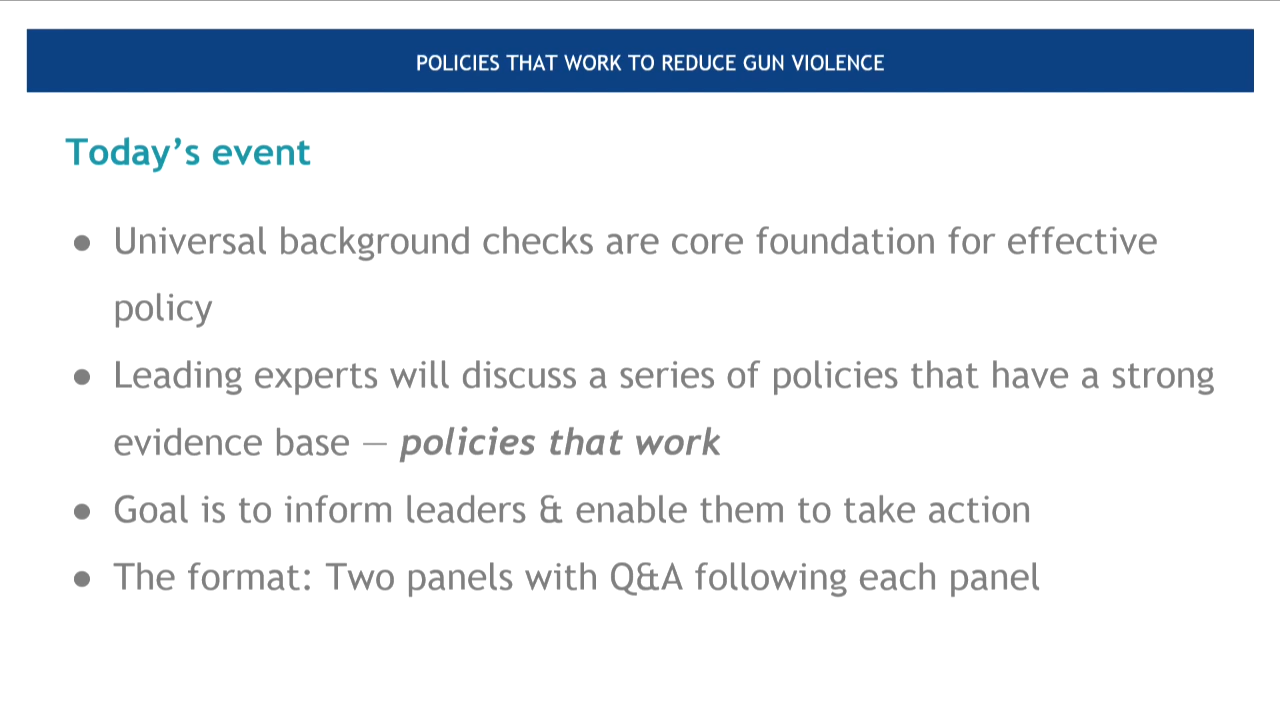 POLICIES THAT WORK TO REDUCE GUN VIOLENCE
Today’s event
● Universal background checks are core foundation for effective
policy
● Leading experts will discuss a series of policies that have a strong
evidence base — policies that work
● Goal is to inform leaders & enable them to take action
● The format: Two panels with Q&A following each panel